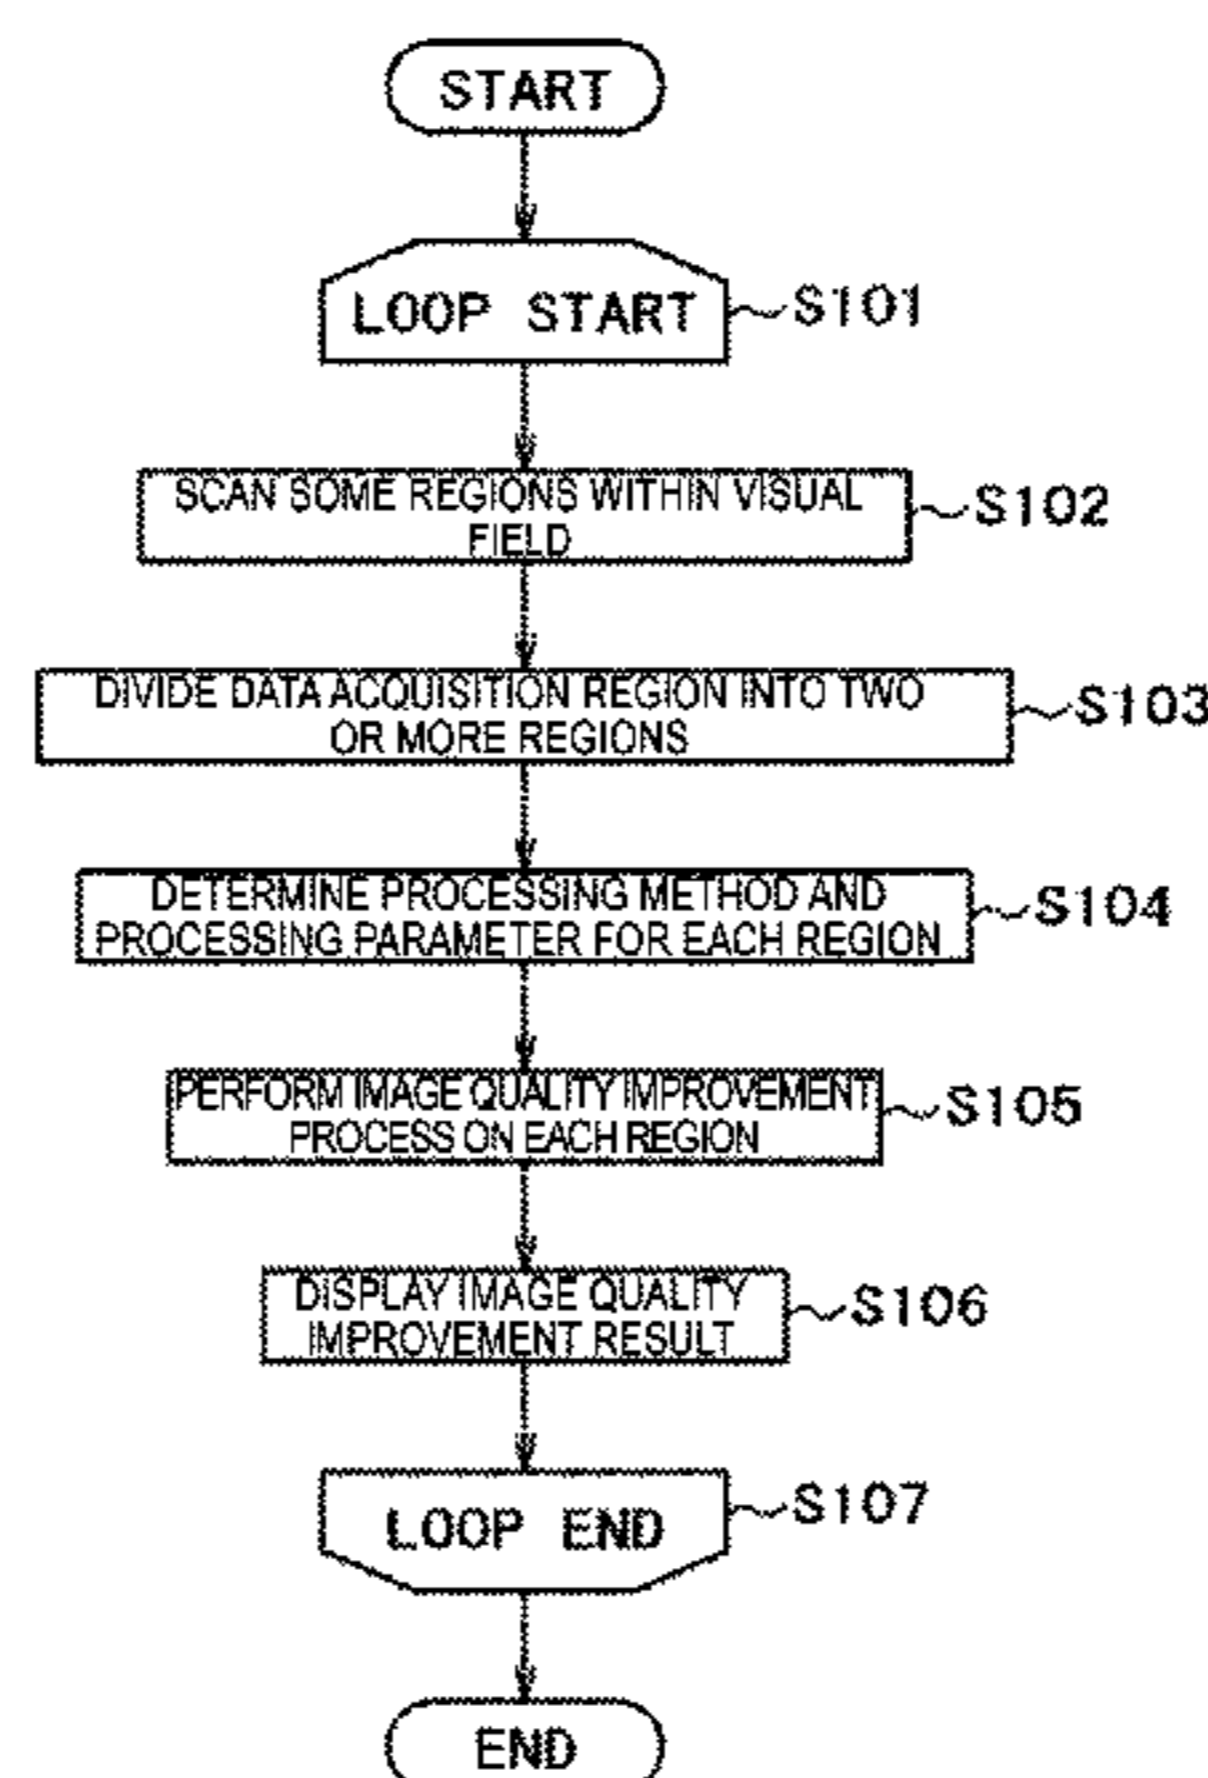 START
LOOP START
S101
SCAN SOME REGIONS WITHIN VISUAL
FIELD
S102
DIVIDE DATA ACQUISITION REGION INTO TWO
OR MORE REGIONS
S103
DETERMINE PROCESSING METHOD AND
PROCESSING PARAMETER FOR EACH REGION
S104
PERFORM IMAGE QUALITY IMPROVEMENT
PROCESS ON EACH REGION
S105
DISPLAY IMAGE QUALITY
IMPROVEMENT RESULT
S106
LOOP END
S107
END